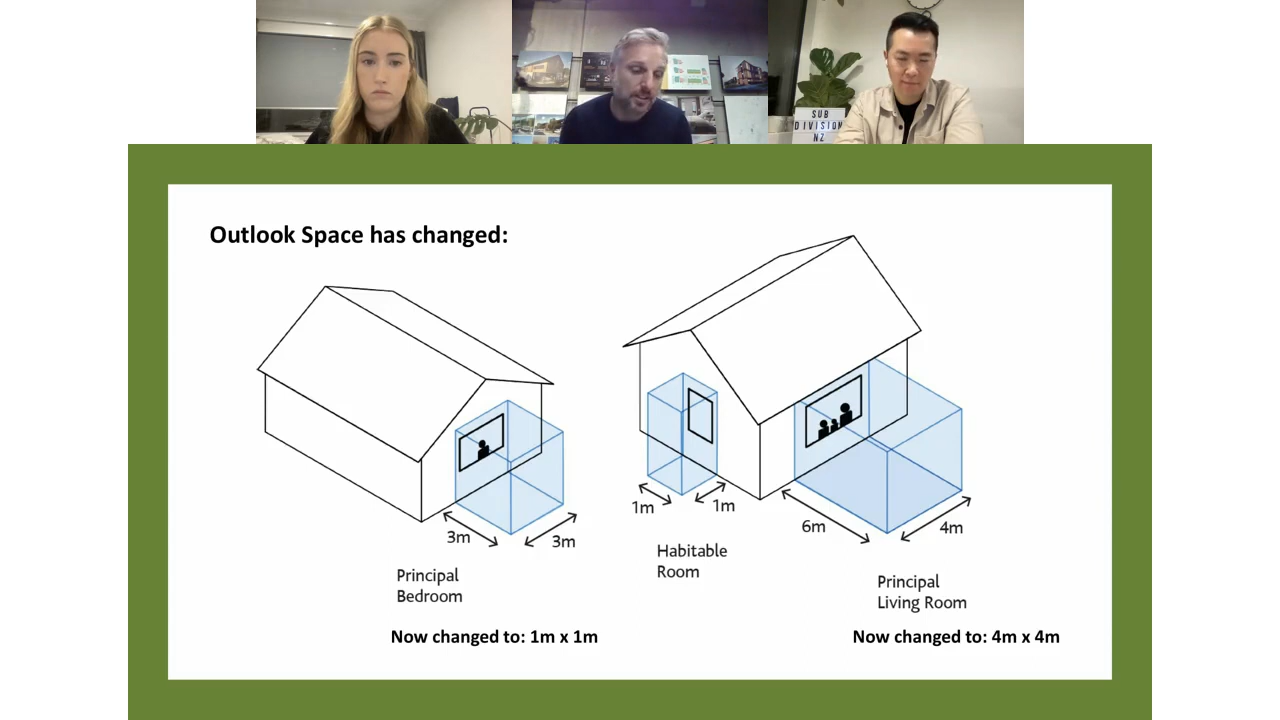 SUB
DIVISION
NZ
Outlook Space has changed:
3m
3m
Principal
Bedroom
Now changed to: 1m x 1m
1m
1m
Habitable
Room
6m
4m
Principal
Living Room
Now changed to: 4m x 4m